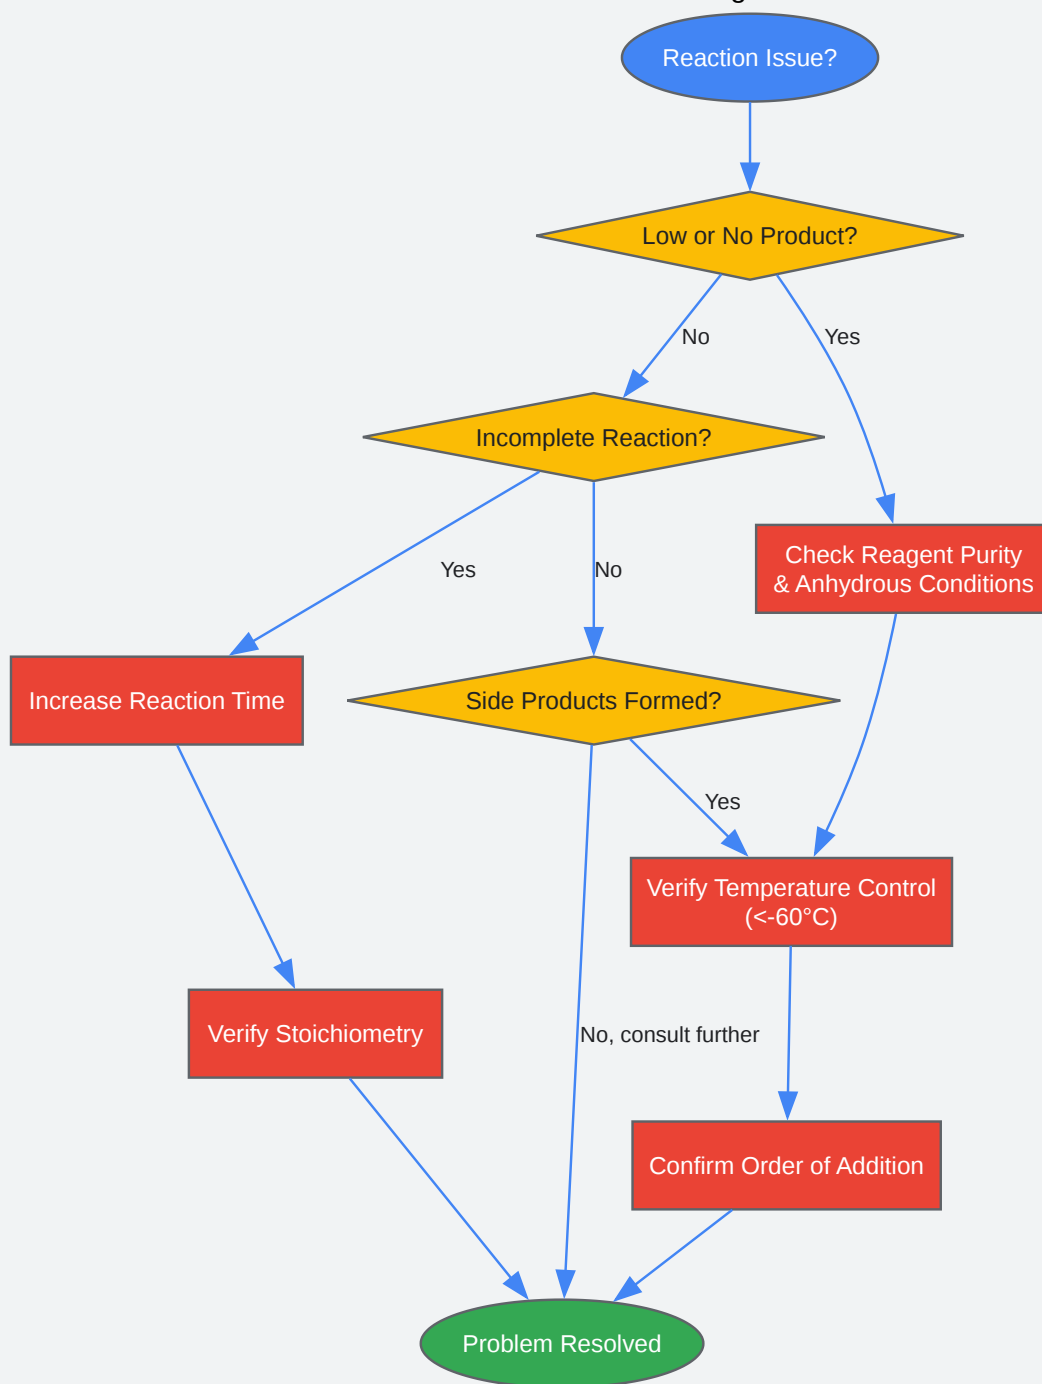 Reaction Issue?
Low or No Product?
No
Yes
Incomplete Reaction?
Check Reagent Purity
& Anhydrous Conditions
Yes
No
Increase Reaction Time
Side Products Formed?
Yes
Verify Temperature Control
(<-60°C)
Verify Stoichiometry
No, consult further
Confirm Order of Addition
Problem Resolved